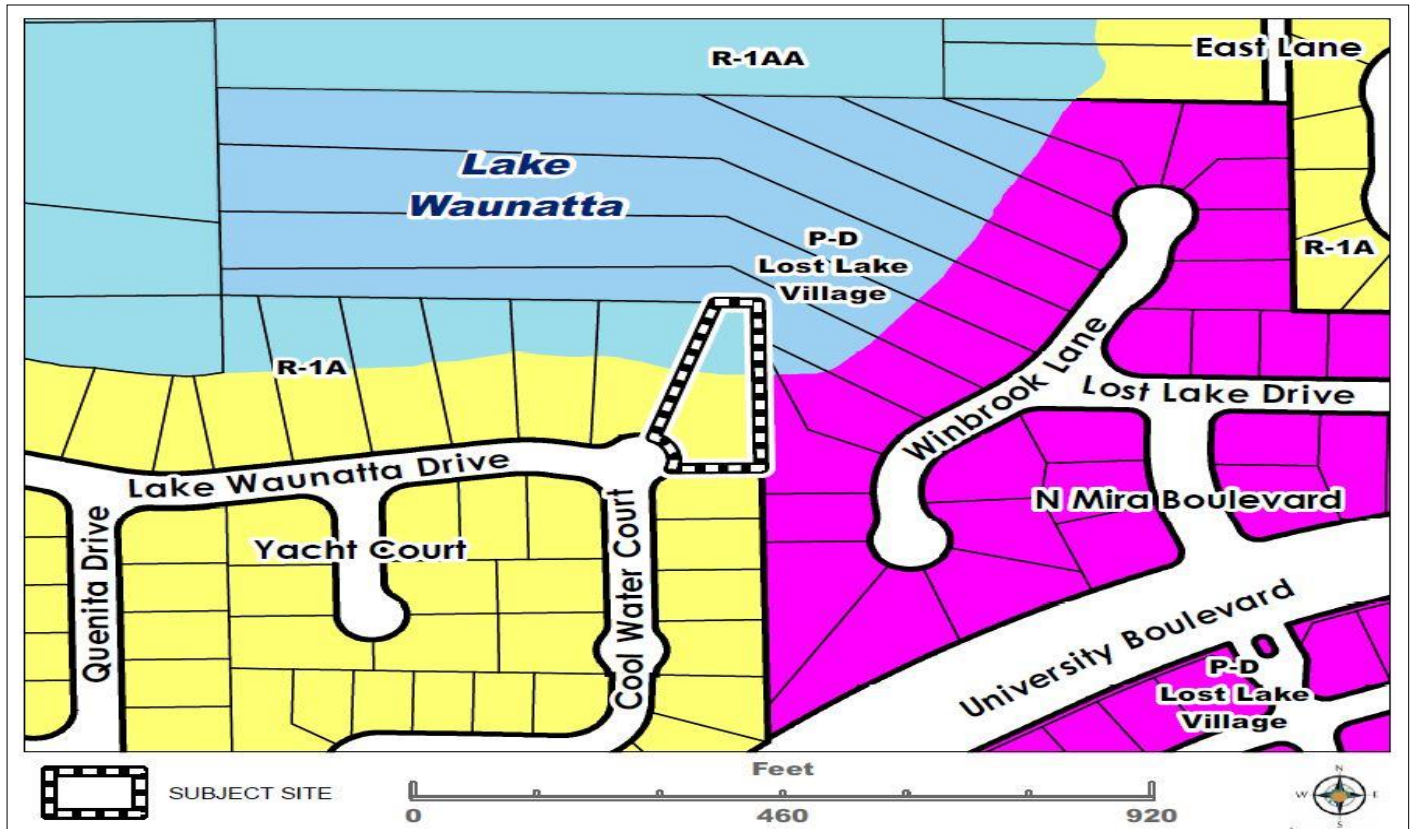 East Lane
R-1AA
Lake
Waunatta
P-D
Lost Lake
Village
R-1A
R-1A
Winbrook Lane
Lost Lake Drive
Lake Waunatta Drive
N Mira Boulevard
Quenita Drive
Yacht Court
Cool Water Court
University Boulevard
P-D
Lost Lake
Village
SUBJECT SITE
Feet
0 460 920
N
W E
S